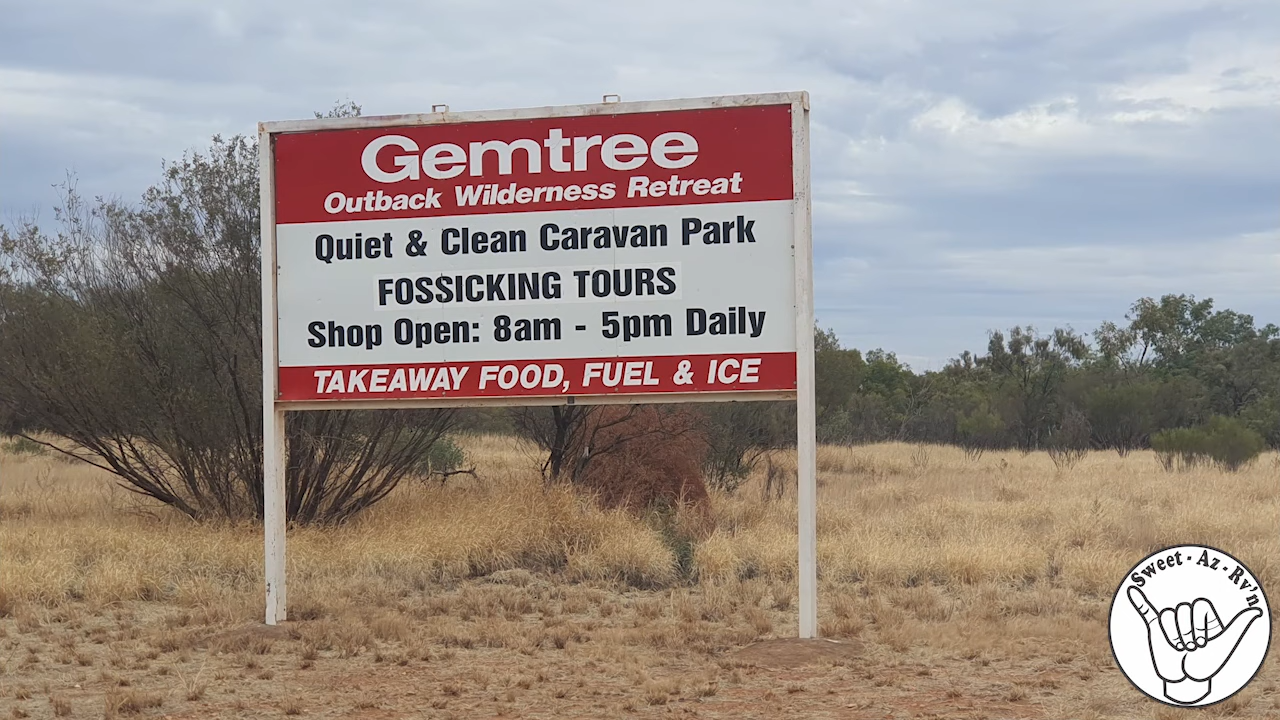 Gemtree
Outback Wilderness Retreat
Quiet & Clean Caravan Park
FOSSICKING TOURS
Shop Open: 8am - 5pm Daily
TAKEAWAY FOOD, FUEL & ICE
Sweet - Az - Rv'n